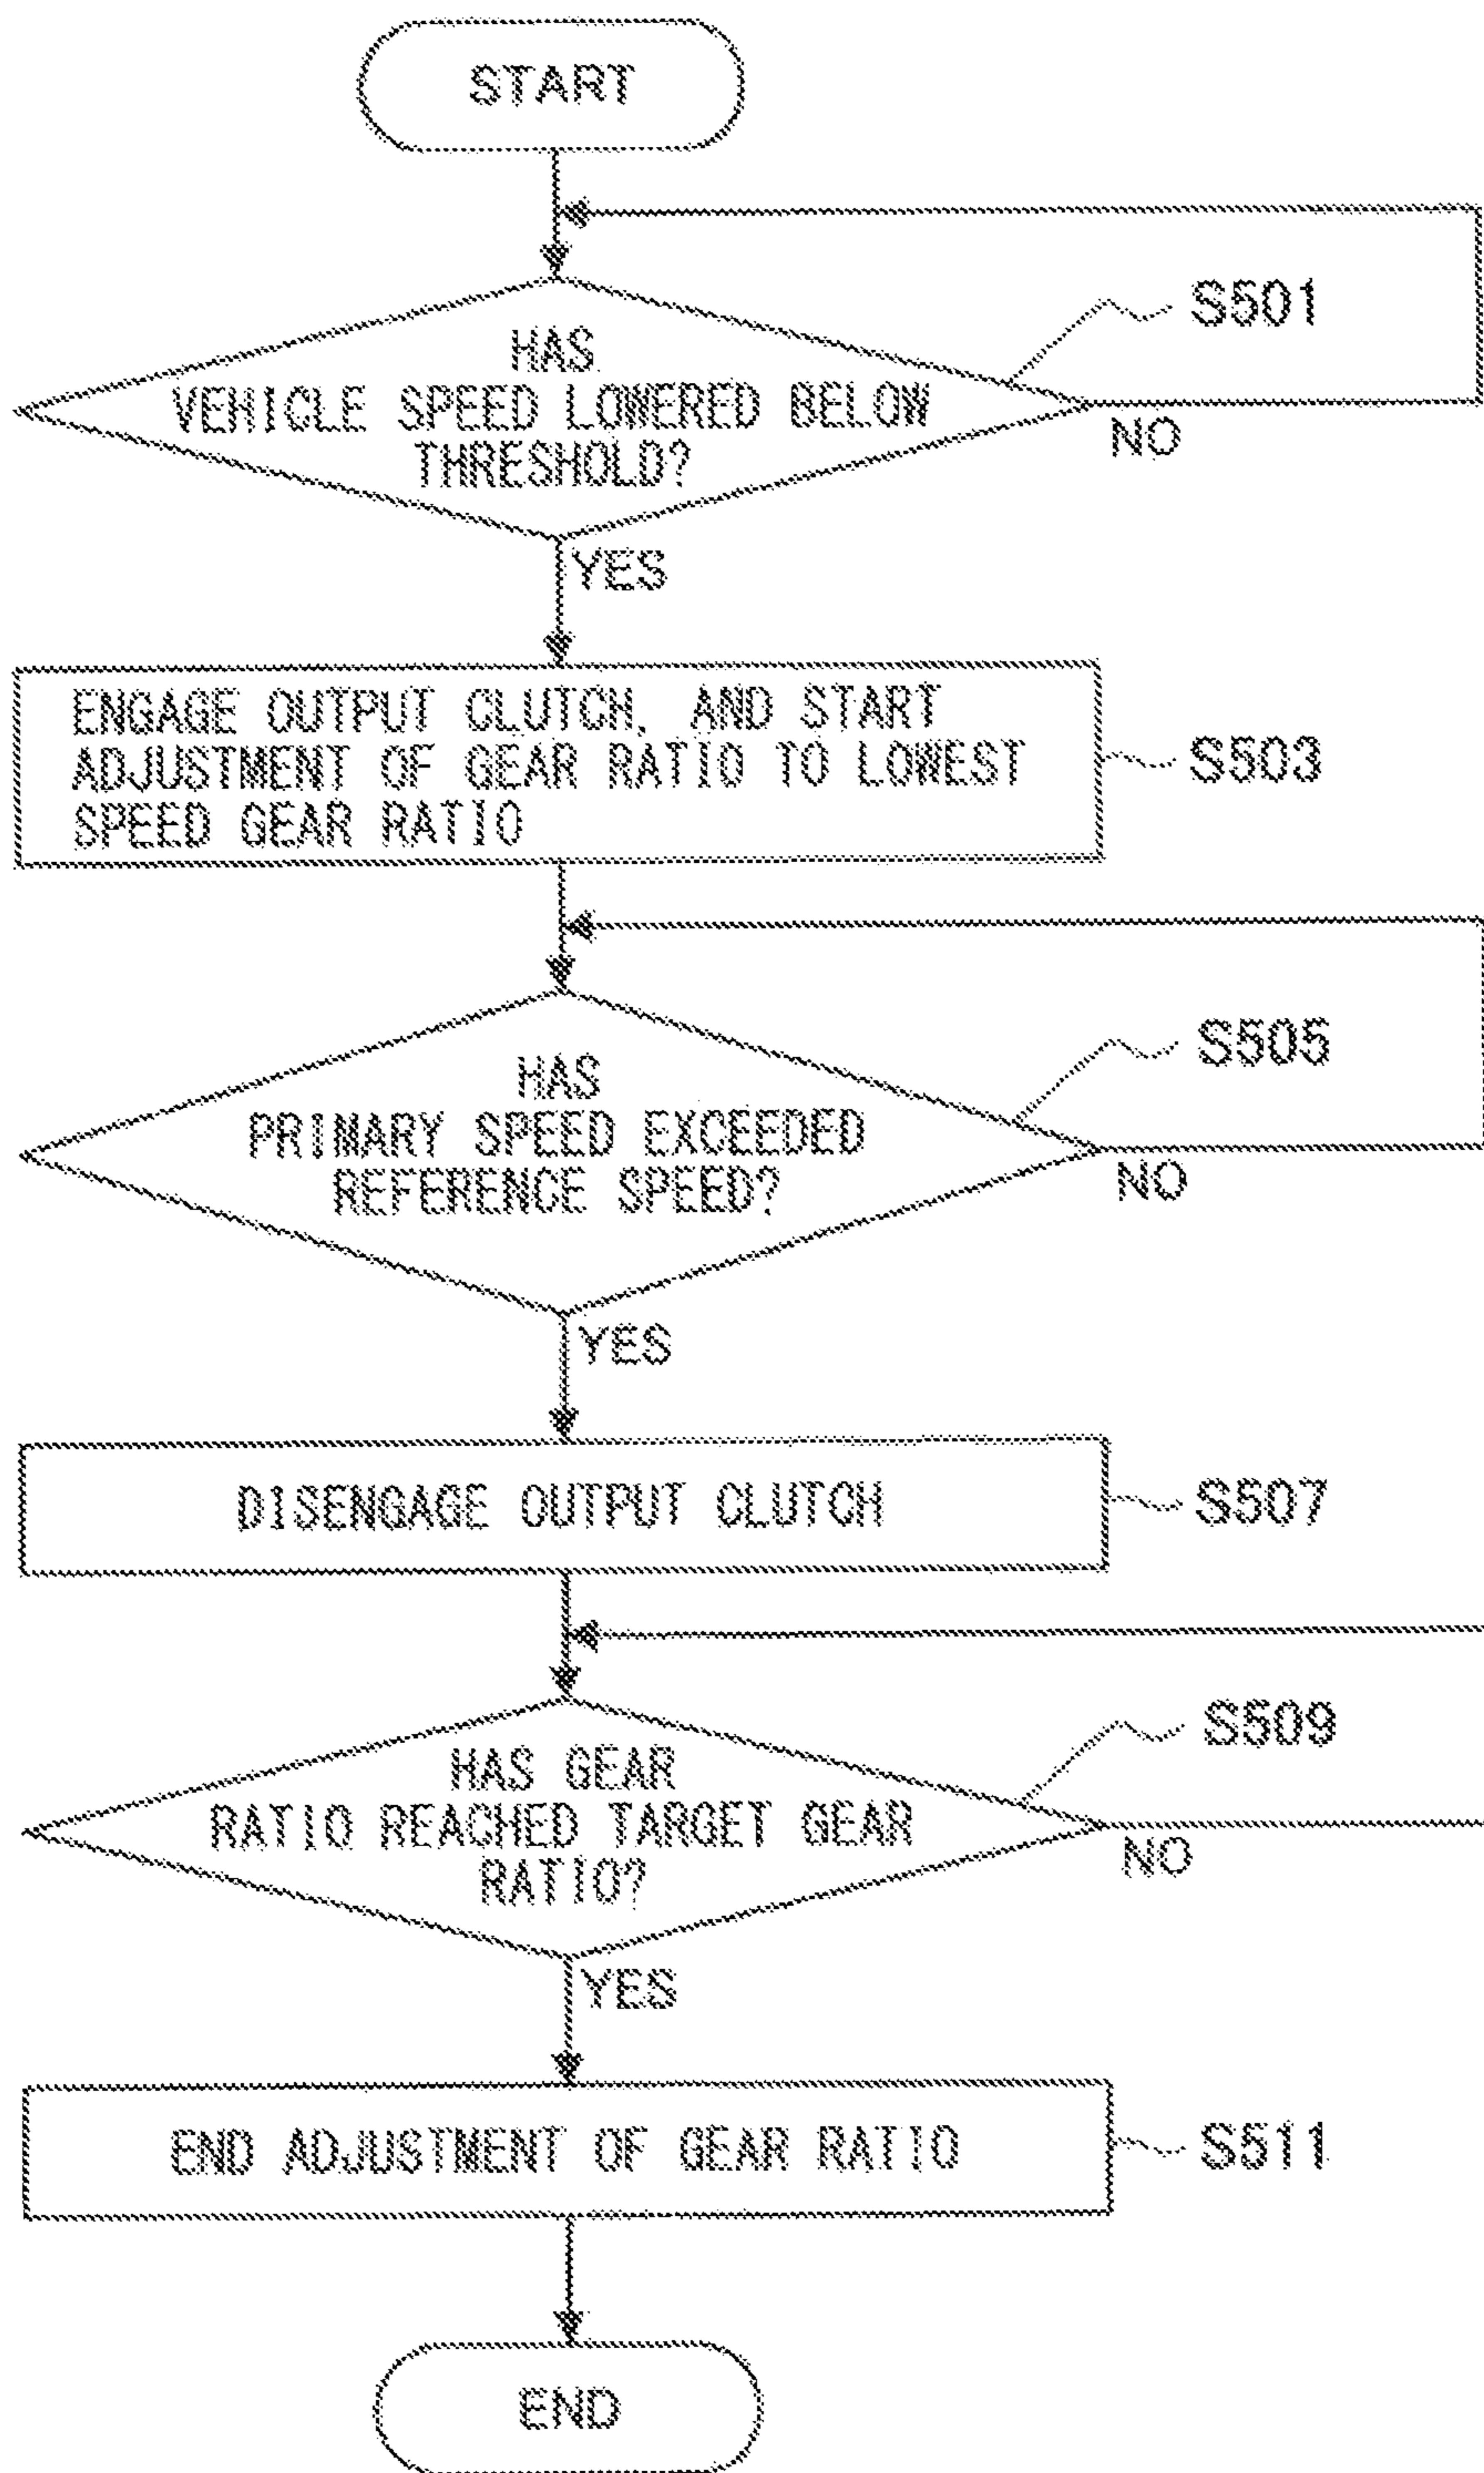 START
S501
HAS
VEHICLE SPEED LOWERED BELOW
THRESHOLD?
NO
YES
ENGAGE OUTPUT CLUTCH, AND START
ADJUSTMENT OF GEAR RATIO TO LOWEST
SPEED GEAR RATIO
S503
S505
HAS
PRIMARY SPEED EXCEEDED
REFERENCE SPEED?
NO
YES
DISENGAGE OUTPUT CLUTCH
S507
S509
HAS GEAR
RATIO REACHED TARGET GEAR
RATIO?
NO
YES
END ADJUSTMENT OF GEAR RATIO
S511
END